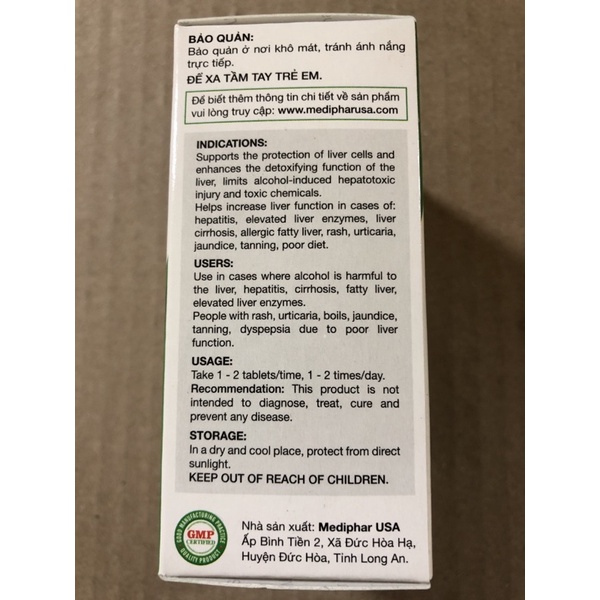 BẢO QUẢN:
Bảo quản ở nơi khô mát, tránh ánh nắng
trực tiếp.
ĐỂ XA TẦM TAY TRẺ EM.
Để biết thêm thông tin chi tiết về sản phẩm
vui lòng truy cập: www.medipharusa.com
INDICATIONS:
Supports the protection of liver cells and
enhances the detoxifying function of the
liver, limits alcohol-induced hepatotoxic
injury and toxic chemicals.
Helps increase liver function in cases of:
hepatitis, elevated liver enzymes, liver
cirrhosis, allergic fatty liver, rash, urticaria,
jaundice, tanning, poor diet.
USERS:
Use in cases where alcohol is harmful to
the liver, hepatitis, cirrhosis, fatty liver,
elevated liver enzymes.
People with rash, urticaria, boils, jaundice,
tanning, dyspepsia due to poor liver
function.
USAGE:
Take 1 - 2 tablets/time, 1 - 2 times/day.
Recommendation: This product is not
intended to diagnose, treat, cure and
prevent any disease.
STORAGE:
In a dry and cool place, protect from direct
sunlight.
KEEP OUT OF REACH OF CHILDREN.
GOOD MANUFACTURING PRACTICE
GMP
CERTIFIED
QUALITY PRODUCT
Nhà sản xuất: Mediphar USA
Ấp Bình Tiền 2, Xã Đức Hòa Hạ,
Huyện Đức Hòa, Tỉnh Long An.